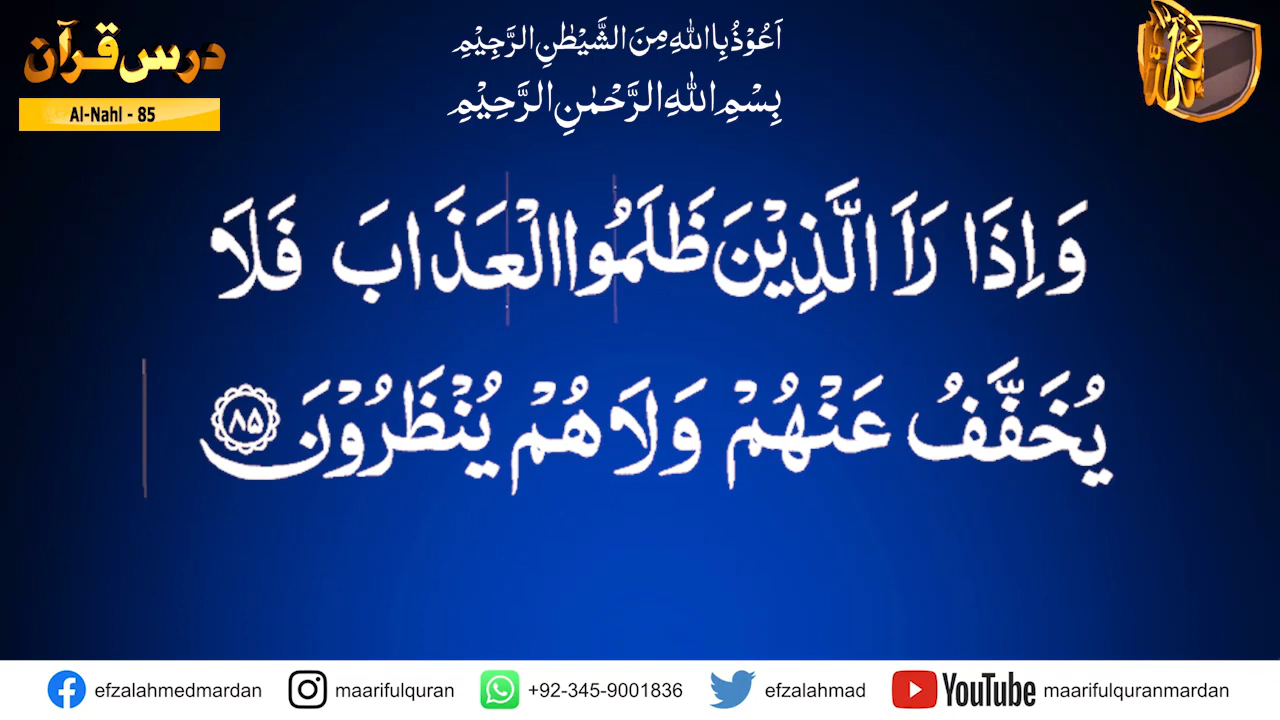 درس قرآن
Al-Nahl - 85
اَعُوْذُ بِاللّٰهِ مِنَ الشَّيْطٰنِ الرَّجِيْمِ
بِسْمِ اللّٰهِ الرَّحْمٰنِ الرَّحِيْمِ
وَاِذَا رَاَ الَّذِيْنَ ظَلَمُوا الْعَذَابَ فَلَا
يُخَفَّفُ عَنْهُمْ وَلَا هُمْ يُنْظَرُوْنَ ۸۵
efzalahmedmardan maarifulquran +92-345-9001836 efzalahmad YouTube maarifulquranmardan